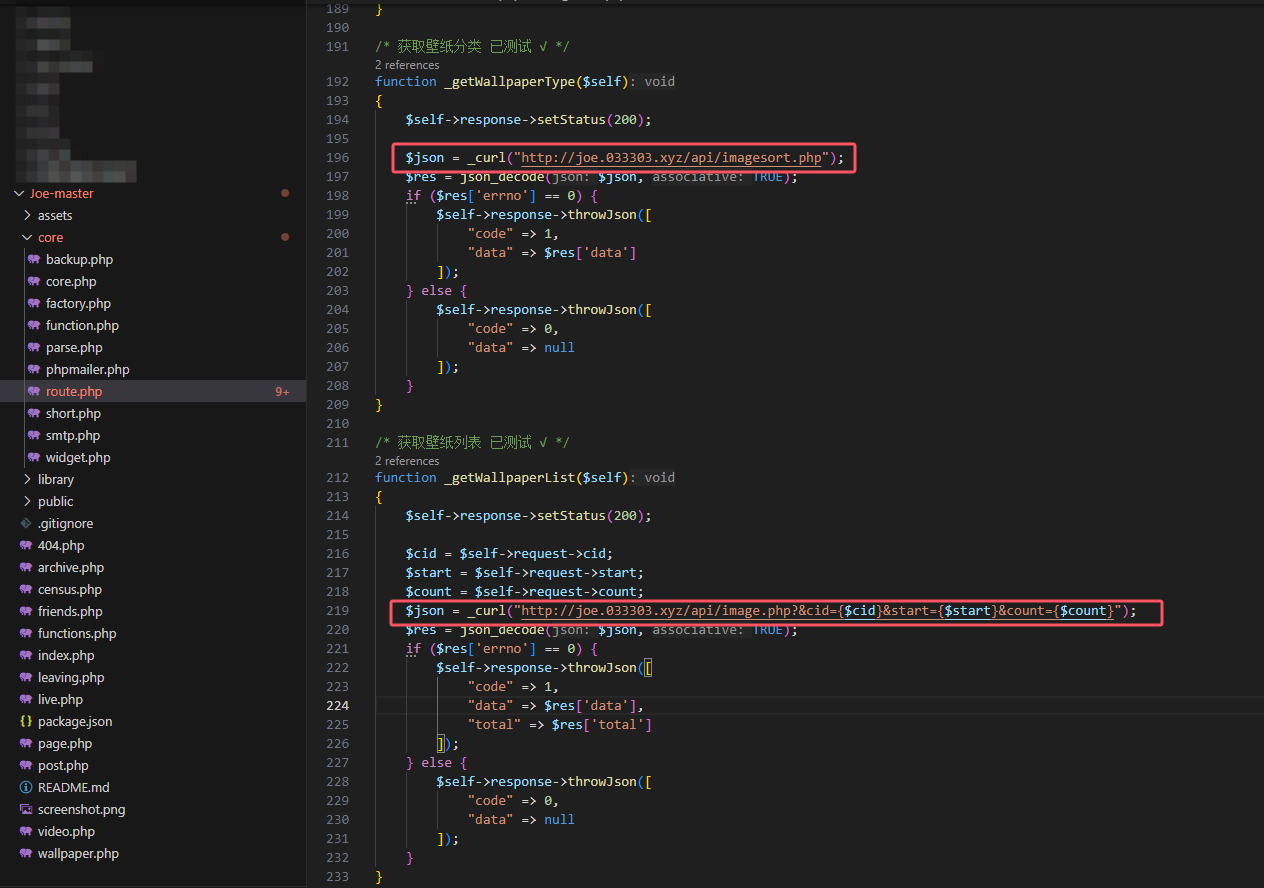 Joe-master
assets
core
backup.php
core.php
factory.php
function.php
parse.php
phpmailer.php
route.php 9+
short.php
smtp.php
widget.php
library
public
.gitignore
404.php
archive.php
census.php
friends.php
functions.php
index.php
leaving.php
live.php
{} package.json
page.php
post.php
README.md
screenshot.png
video.php
wallpaper.php
189 }
190
191 /* 获取壁纸分类 已测试 √ */
2 references
192 function _getWallpaperType($self): void
193 {
194 $self->response->setStatus(200);
195
196 $json = _curl("http://joe.033303.xyz/api/imagesort.php");
197 $res = json_decode(json: $json, associative: TRUE);
198 if ($res['errno'] == 0) {
199 $self->response->throwJson([
200 "code" => 1,
201 "data" => $res['data']
202 ]);
203 } else {
204 $self->response->throwJson([
205 "code" => 0,
206 "data" => null
207 ]);
208 }
209 }
210
211 /* 获取壁纸列表 已测试 √ */
2 references
212 function _getWallpaperList($self): void
213 {
214 $self->response->setStatus(200);
215
216 $cid = $self->request->cid;
217 $start = $self->request->start;
218 $count = $self->request->count;
219 $json = _curl("http://joe.033303.xyz/api/image.php?&cid={$cid}&start={$start}&count={$count}");
220 $res = json_decode(json: $json, associative: TRUE);
221 if ($res['errno'] == 0) {
222 $self->response->throwJson([
223 "code" => 1,
224 "data" => $res['data'],
225 "total" => $res['total']
226 ]);
227 } else {
228 $self->response->throwJson([
229 "code" => 0,
230 "data" => null
231 ]);
232 }
233 }